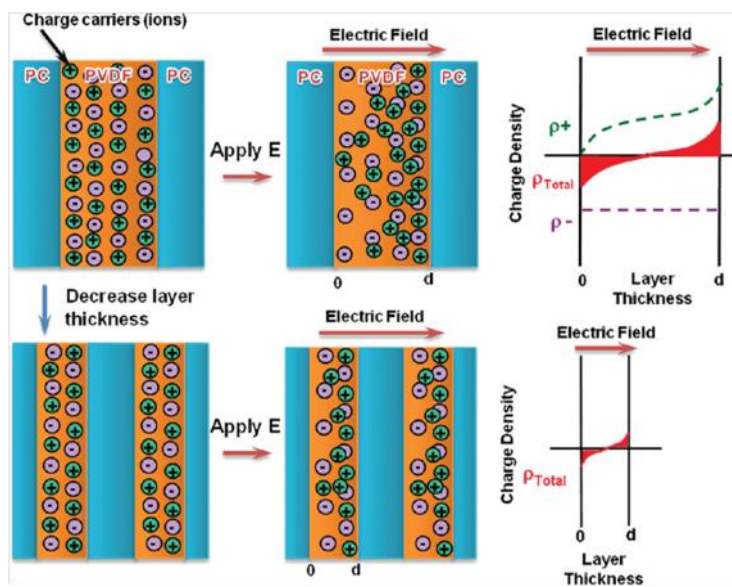 Charge carriers (ions)
PC
PVDF
PC
Apply E
Electric Field
PC
PVDF
PC
0
d
Electric Field
Charge Density
ρ+
ρTotal
ρ-
0
Layer
Thickness
d
Decrease layer
thickness
Apply E
Electric Field
0
d
Electric Field
Charge Density
ρTotal
0
d
Layer
Thickness